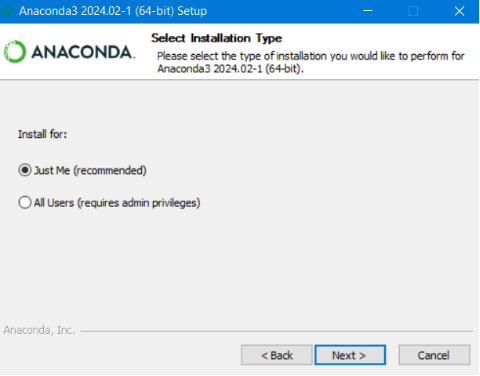 Anaconda3 2024.02-1 (64-bit) Setup
ANACONDA.
Select Installation Type
Please select the type of installation you would like to perform for
Anaconda3 2024.02-1 (64-bit).
Install for:
Just Me (recommended)
All Users (requires admin privileges)
Anaconda, Inc.
< Back
Next >
Cancel